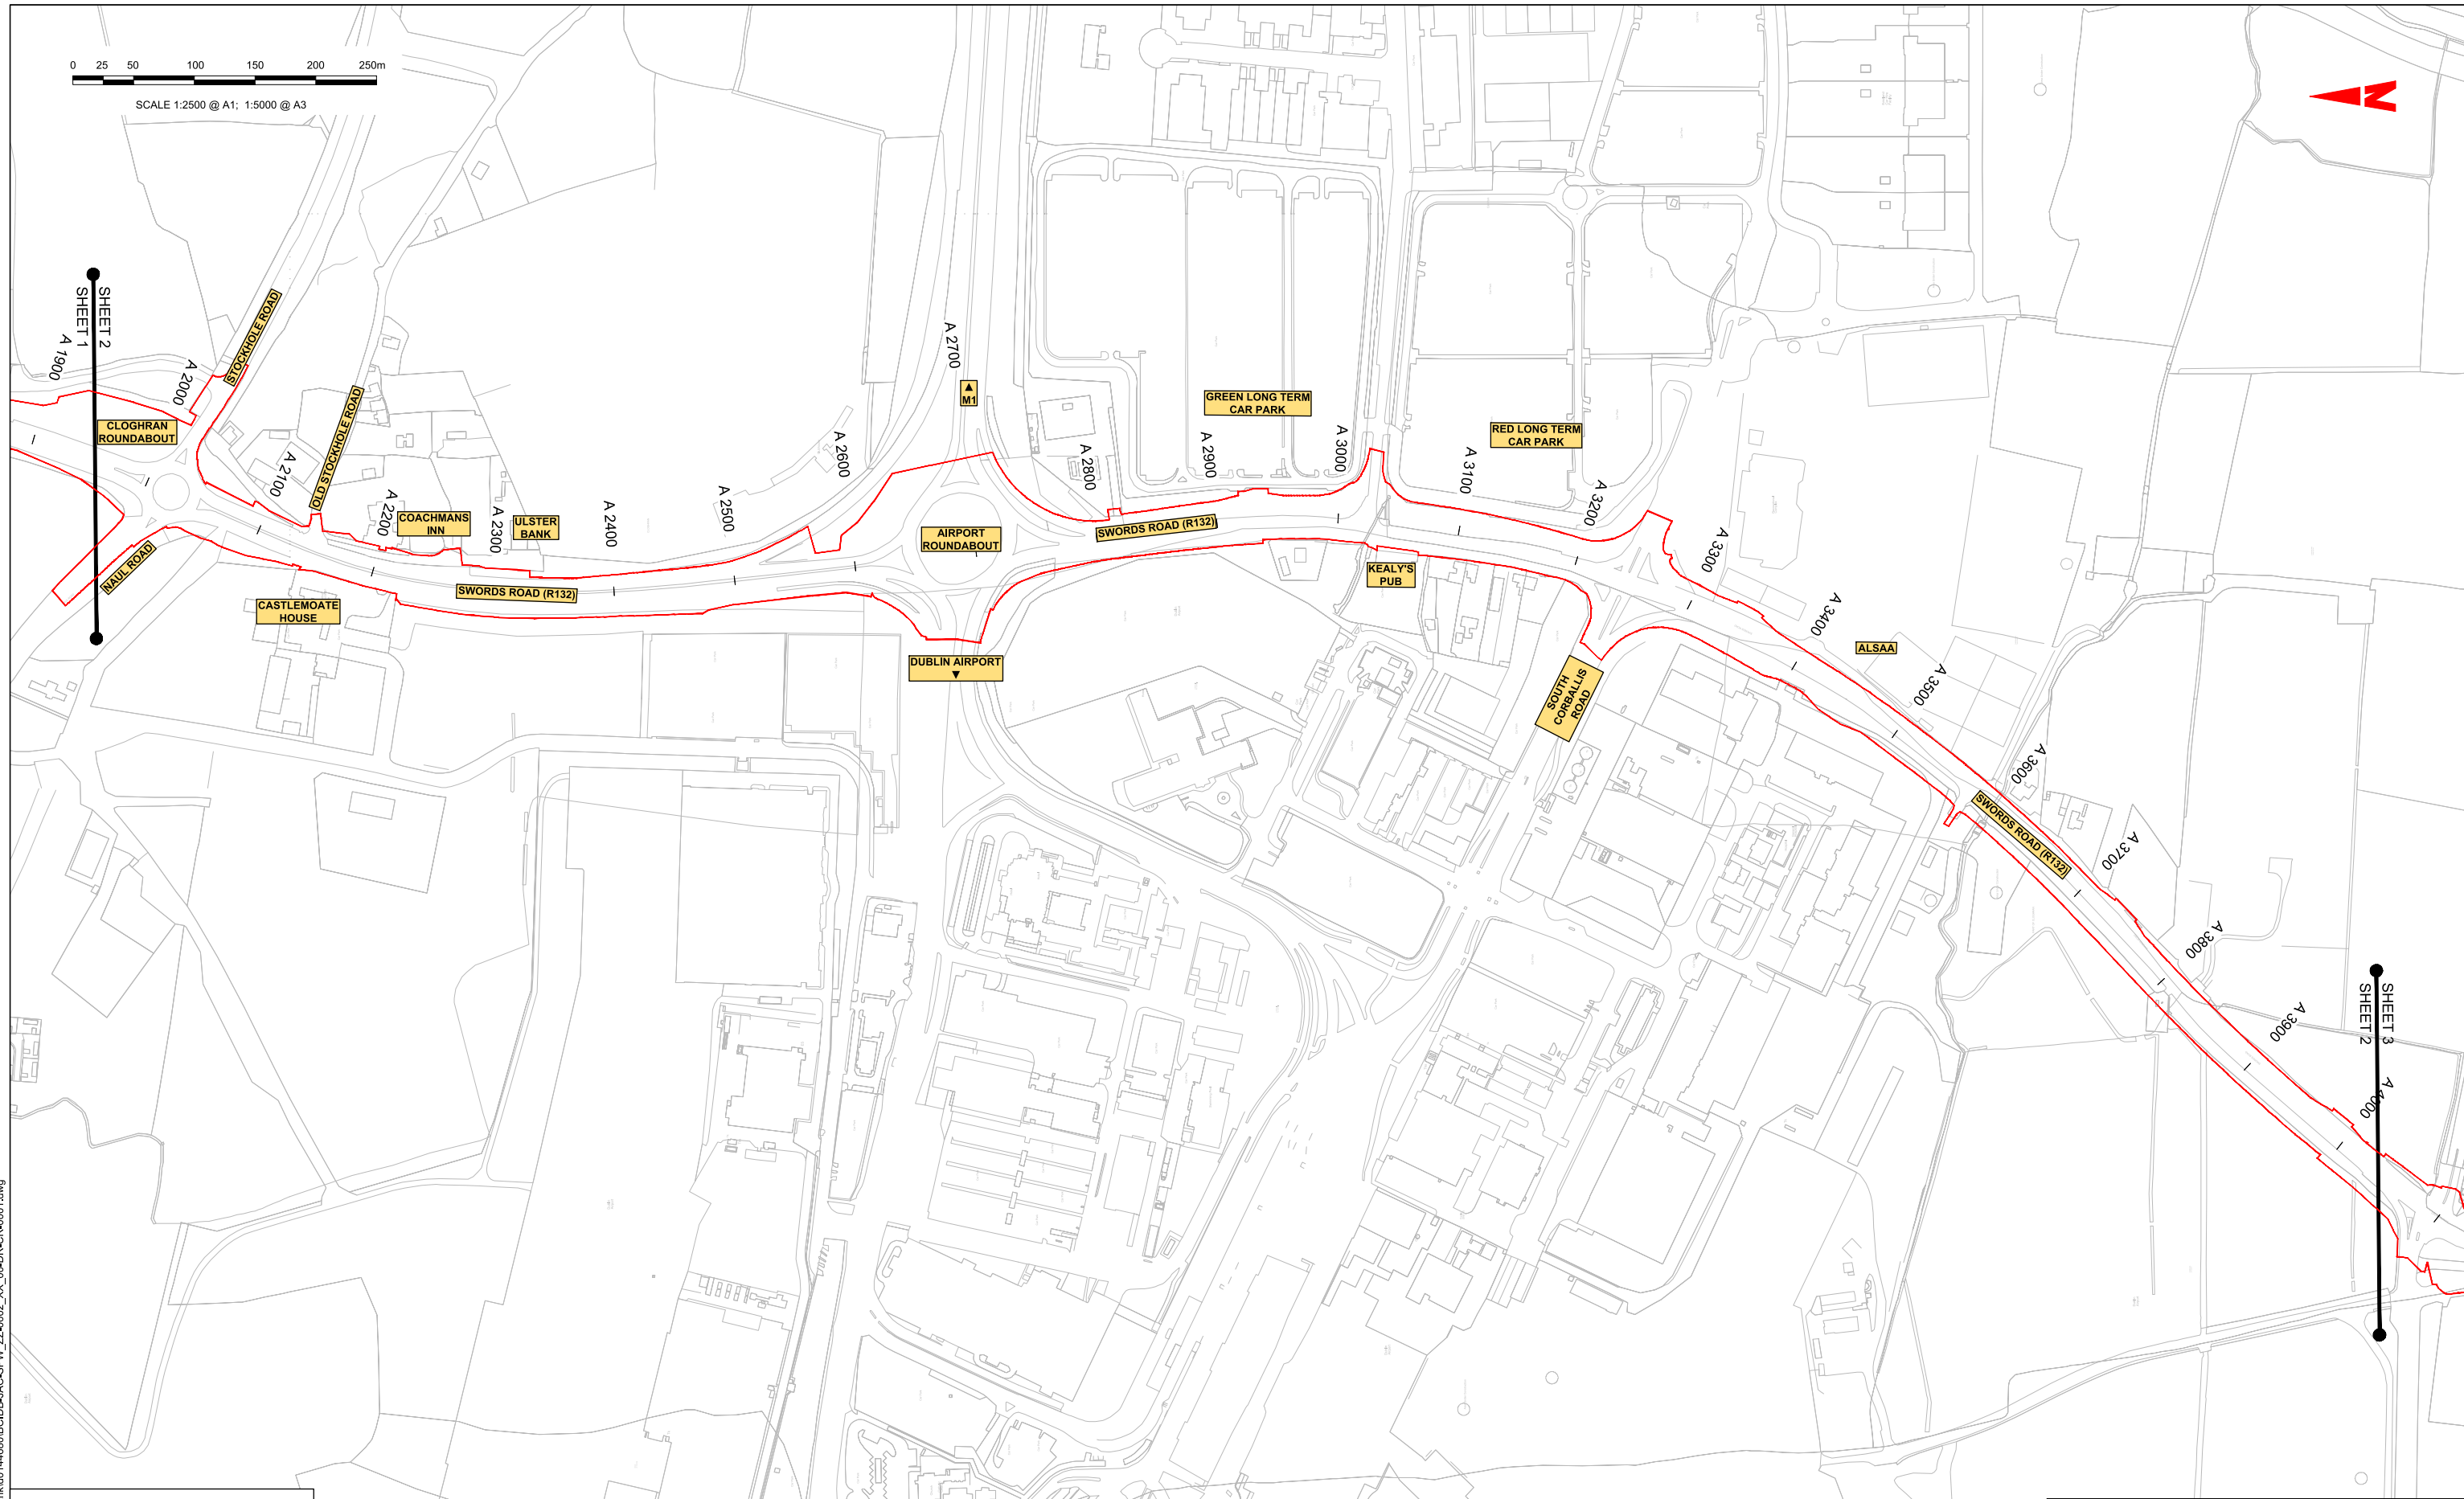 0 25 50 100 150 200 250m
SCALE 1:2500 @ A1; 1:5000 @ A3
N
SHEET 2
SHEET 1
A 1900
A 2000
STOCKHOLE ROAD
CLOGHRAN
ROUNDABOUT
NAUL ROAD
A 2100
OLD STOCKHOLE ROAD
A 2200
COACHMANS
INN
A 2300
ULSTER
BANK
CASTLEMOATE
HOUSE
SWORDS ROAD (R132)
A 2400
A 2500
A 2600
A 2700
M1
AIRPORT
ROUNDABOUT
DUBLIN AIRPORT
A 2800
SWORDS ROAD (R132)
A 2900
GREEN LONG TERM
CAR PARK
A 3000
KEALY'S
PUB
A 3100
RED LONG TERM
CAR PARK
A 3200
SOUTH
CORBALLIS
ROAD
A 3300
A 3400
ALSAA
A 3500
A 3600
SWORDS ROAD (R132)
A 3700
A 3800
A 3900
A 4000
SHEET 3
SHEET 2